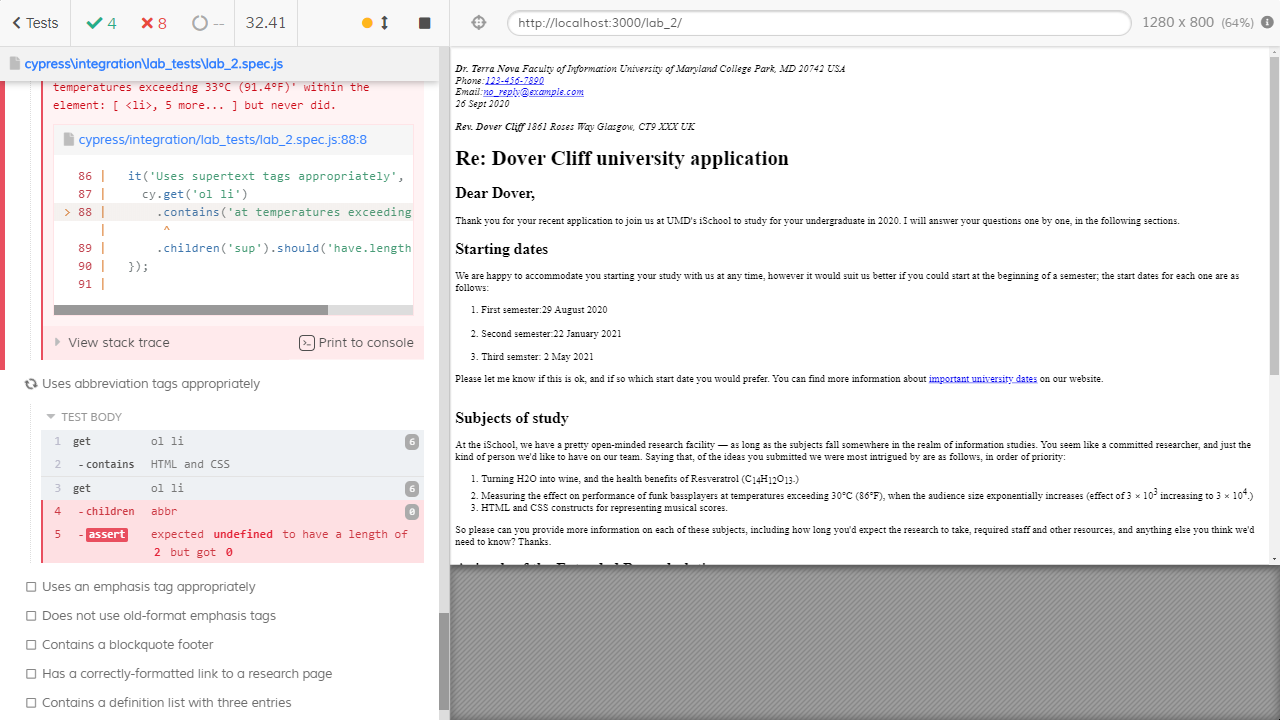 Tests
4
8
--
32.41
http://localhost:3000/lab_2/
1280 x 800 (64%)
cypress\integration\lab_tests\lab_2.spec.js
temperatures exceeding 33°C (91.4°F)' within the
element: [ <li>, 5 more... ] but never did.
cypress/integration/lab_tests/lab_2.spec.js:88:8
86 | it('Uses supertext tags appropriately',
87 | cy.get('ol li')
> 88 | .contains('at temperatures exceeding
| ^
89 | .children('sup').should('have.length
90 | });
91 |
View stack trace
Print to console
Uses abbreviation tags appropriately
TEST BODY
1 get ol li 6
2 -contains HTML and CSS
3 get ol li 6
4 -children abbr 0
5 -assert expected undefined to have a length of
2 but got 0
Uses an emphasis tag appropriately
Does not use old-format emphasis tags
Contains a blockquote footer
Has a correctly-formatted link to a research page
Contains a definition list with three entries
Dr. Terra Nova Faculty of Information University of Maryland College Park, MD 20742 USA
Phone:123-456-7890
Email:no_reply@example.com
26 Sept 2020
Rev. Dover Cliff 1861 Roses Way Glasgow, CT9 XXX UK
Re: Dover Cliff university application
Dear Dover,
Thank you for your recent application to join us at UMD's iSchool to study for your undergraduate in 2020. I will answer your questions one by one, in the following sections.
Starting dates
We are happy to accommodate you starting your study with us at any time, however it would suit us better if you could start at the beginning of a semester; the start dates for each one are as
follows:
1. First semester:29 August 2020
2. Second semester:22 January 2021
3. Third semster: 2 May 2021
Please let me know if this is ok, and if so which start date you would prefer. You can find more information about important university dates on our website.
Subjects of study
At the iSchool, we have a pretty open-minded research facility — as long as the subjects fall somewhere in the realm of information studies. You seem like a committed researcher, and just the
kind of person we'd like to have on our team. Saying that, of the ideas you submitted we were most intrigued by are as follows, in order of priority:
1. Turning H2O into wine, and the health benefits of Resveratrol (C₁₄H₁₂O₁₃.)
2. Measuring the effect on performance of funk bassplayers at temperatures exceeding 30°C (86°F), when the audience size exponentially increases (effect of 3 × 10³ increasing to 3 × 10⁴.)
3. HTML and CSS constructs for representing musical scores.
So please can you provide more information on each of these subjects, including how long you'd expect the research to take, required staff and other resources, and anything else you think we'd
need to know? Thanks.